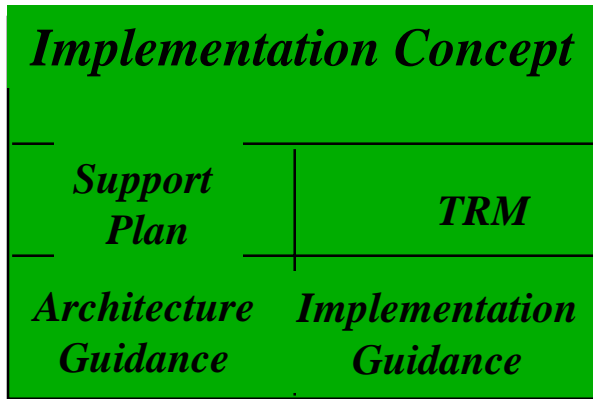 Implementation Concept
Support
Plan
TRM
Architecture
Guidance
Implementation
Guidance